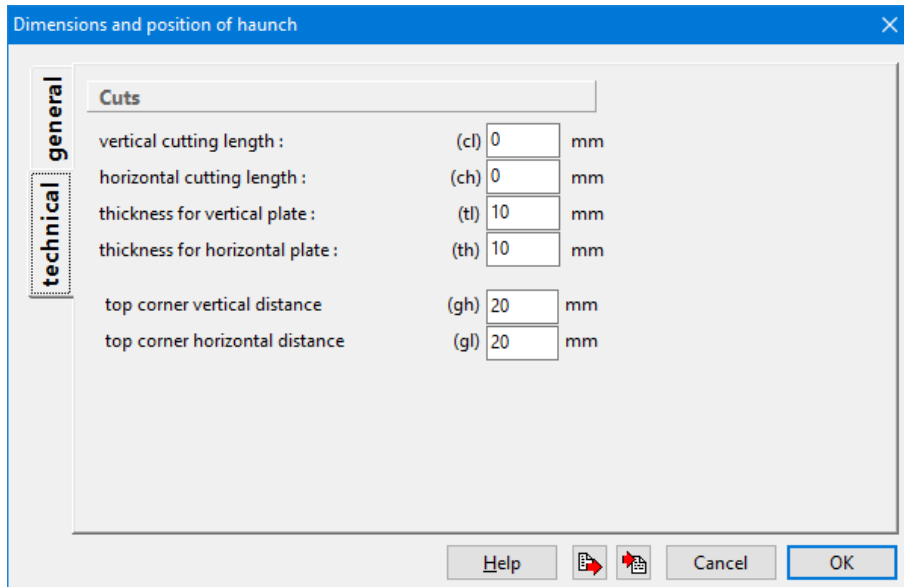 Dimensions and position of haunch
general
technical
Cuts
vertical cutting length : (cl) 0 mm
horizontal cutting length : (ch) 0 mm
thickness for vertical plate : (tl) 10 mm
thickness for horizontal plate : (th) 10 mm
top corner vertical distance (gh) 20 mm
top corner horizontal distance (gl) 20 mm
Help Cancel OK